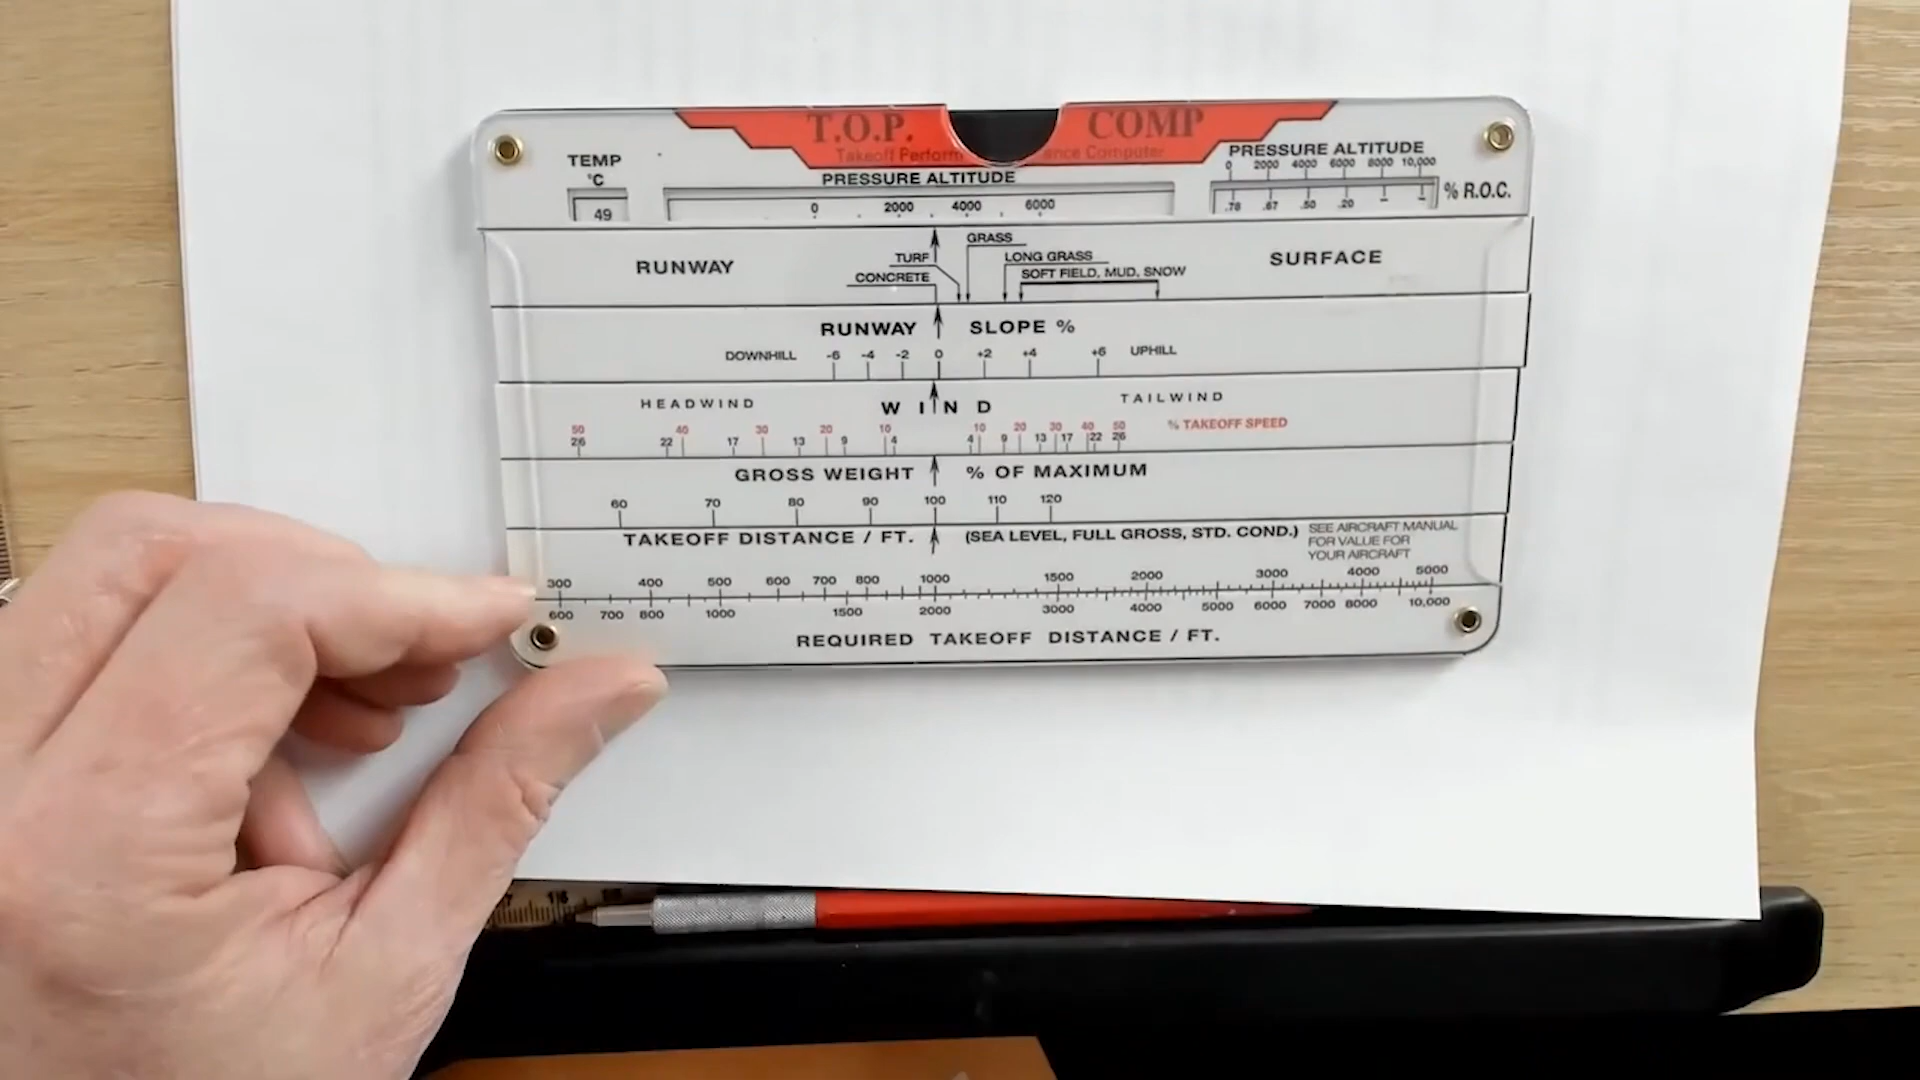 T.O.P. COMP
Takeoff Perform ance Computer
TEMP
°C
49
PRESSURE ALTITUDE
0 2000 4000 6000
PRESSURE ALTITUDE
0 2000 4000 6000 8000 10,000
.78 .67 .50 .20 – –
% R.O.C.
RUNWAY SURFACE
GRASS
TURF
LONG GRASS
CONCRETE
SOFT FIELD, MUD, SNOW
RUNWAY SLOPE %
DOWNHILL -6 -4 -2 0 +2 +4 +6 UPHILL
HEADWIND WIND TAILWIND
50 40 30 20 10 10 20 30 40 50 % TAKEOFF SPEED
26 22 17 13 9 4 4 9 13 17 22 26
GROSS WEIGHT % OF MAXIMUM
60 70 80 90 100 110 120
TAKEOFF DISTANCE / FT. (SEA LEVEL, FULL GROSS, STD. COND.)
SEE AIRCRAFT MANUAL
FOR VALUE FOR
YOUR AIRCRAFT
300 400 500 600 700 800 1000 1500 2000 3000 4000 5000
600 700 800 1000 1500 2000 3000 4000 5000 6000 7000 8000 10,000
REQUIRED TAKEOFF DISTANCE / FT.